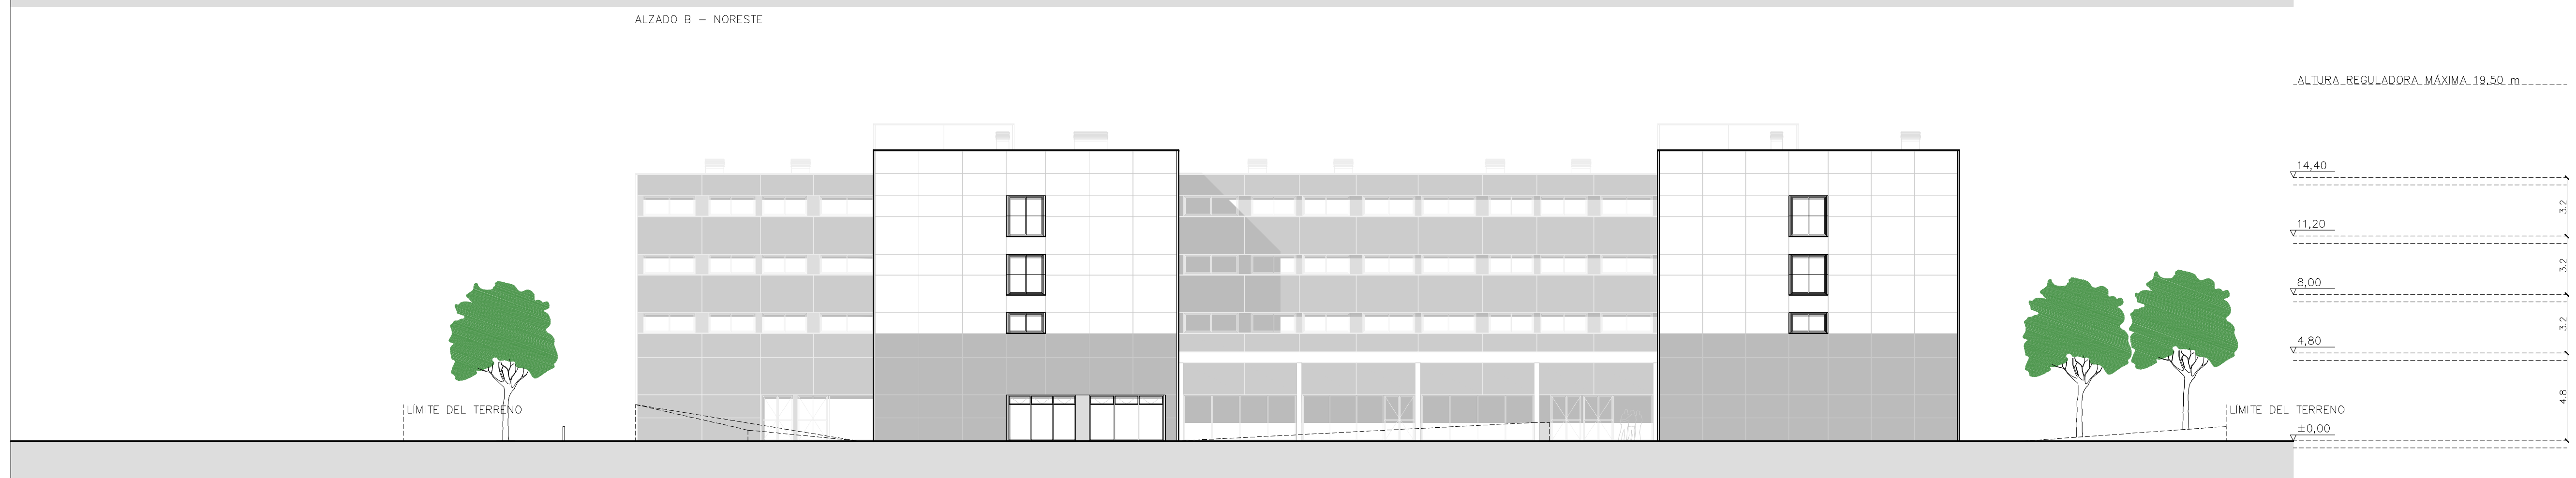 ALZADO B – NORESTE
ALTURA REGULADORA MÁXIMA 19,50 m
14,40
3.2
11,20
3.2
8,00
3.2
4,80
4.8
LÍMITE DEL TERRENO
LÍMITE DEL TERRENO
±0,00